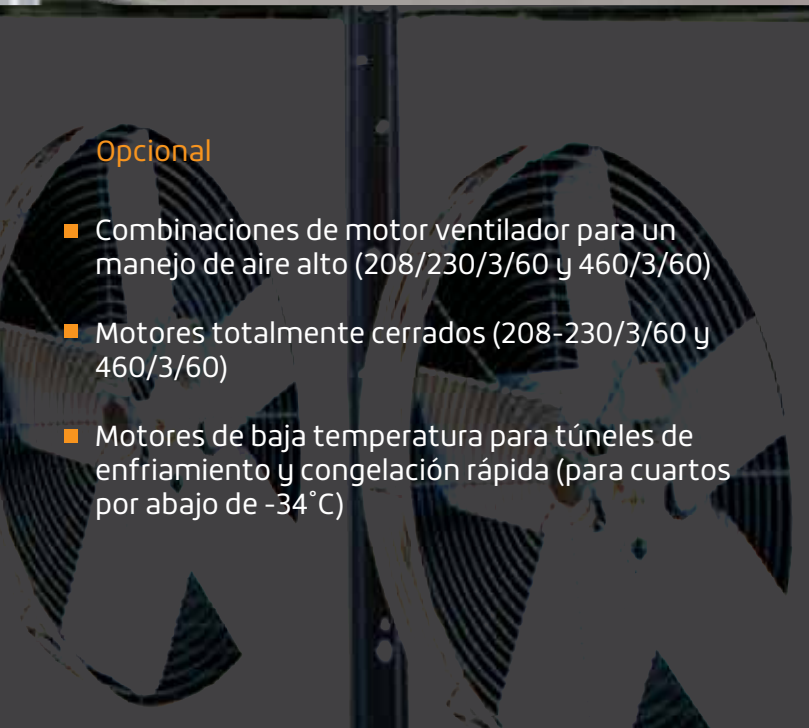 Opcional
■ Combinaciones de motor ventilador para un
manejo de aire alto (208/230/3/60 y 460/3/60)
■ Motores totalmente cerrados (208-230/3/60 y
460/3/60)
■ Motores de baja temperatura para túneles de
enfriamiento y congelación rápida (para cuartos
por abajo de -34°C)